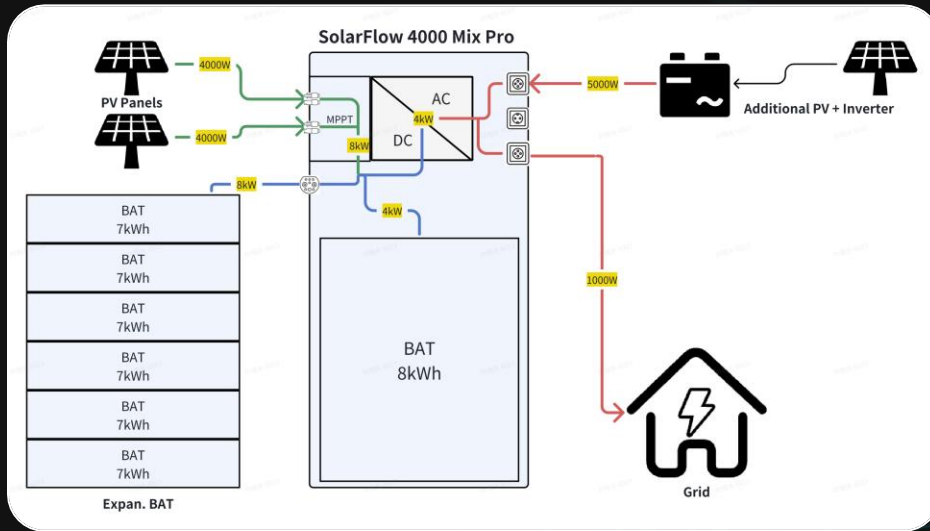 SolarFlow 4000 Mix Pro
4000W
PV Panels
4000W
MPPT
8kW
AC
4kW
DC
5000W
Additional PV + Inverter
8kW
4kW
1000W
BAT
7kWh
BAT
7kWh
BAT
7kWh
BAT
7kWh
BAT
7kWh
BAT
7kWh
Expan. BAT
BAT
8kWh
Grid